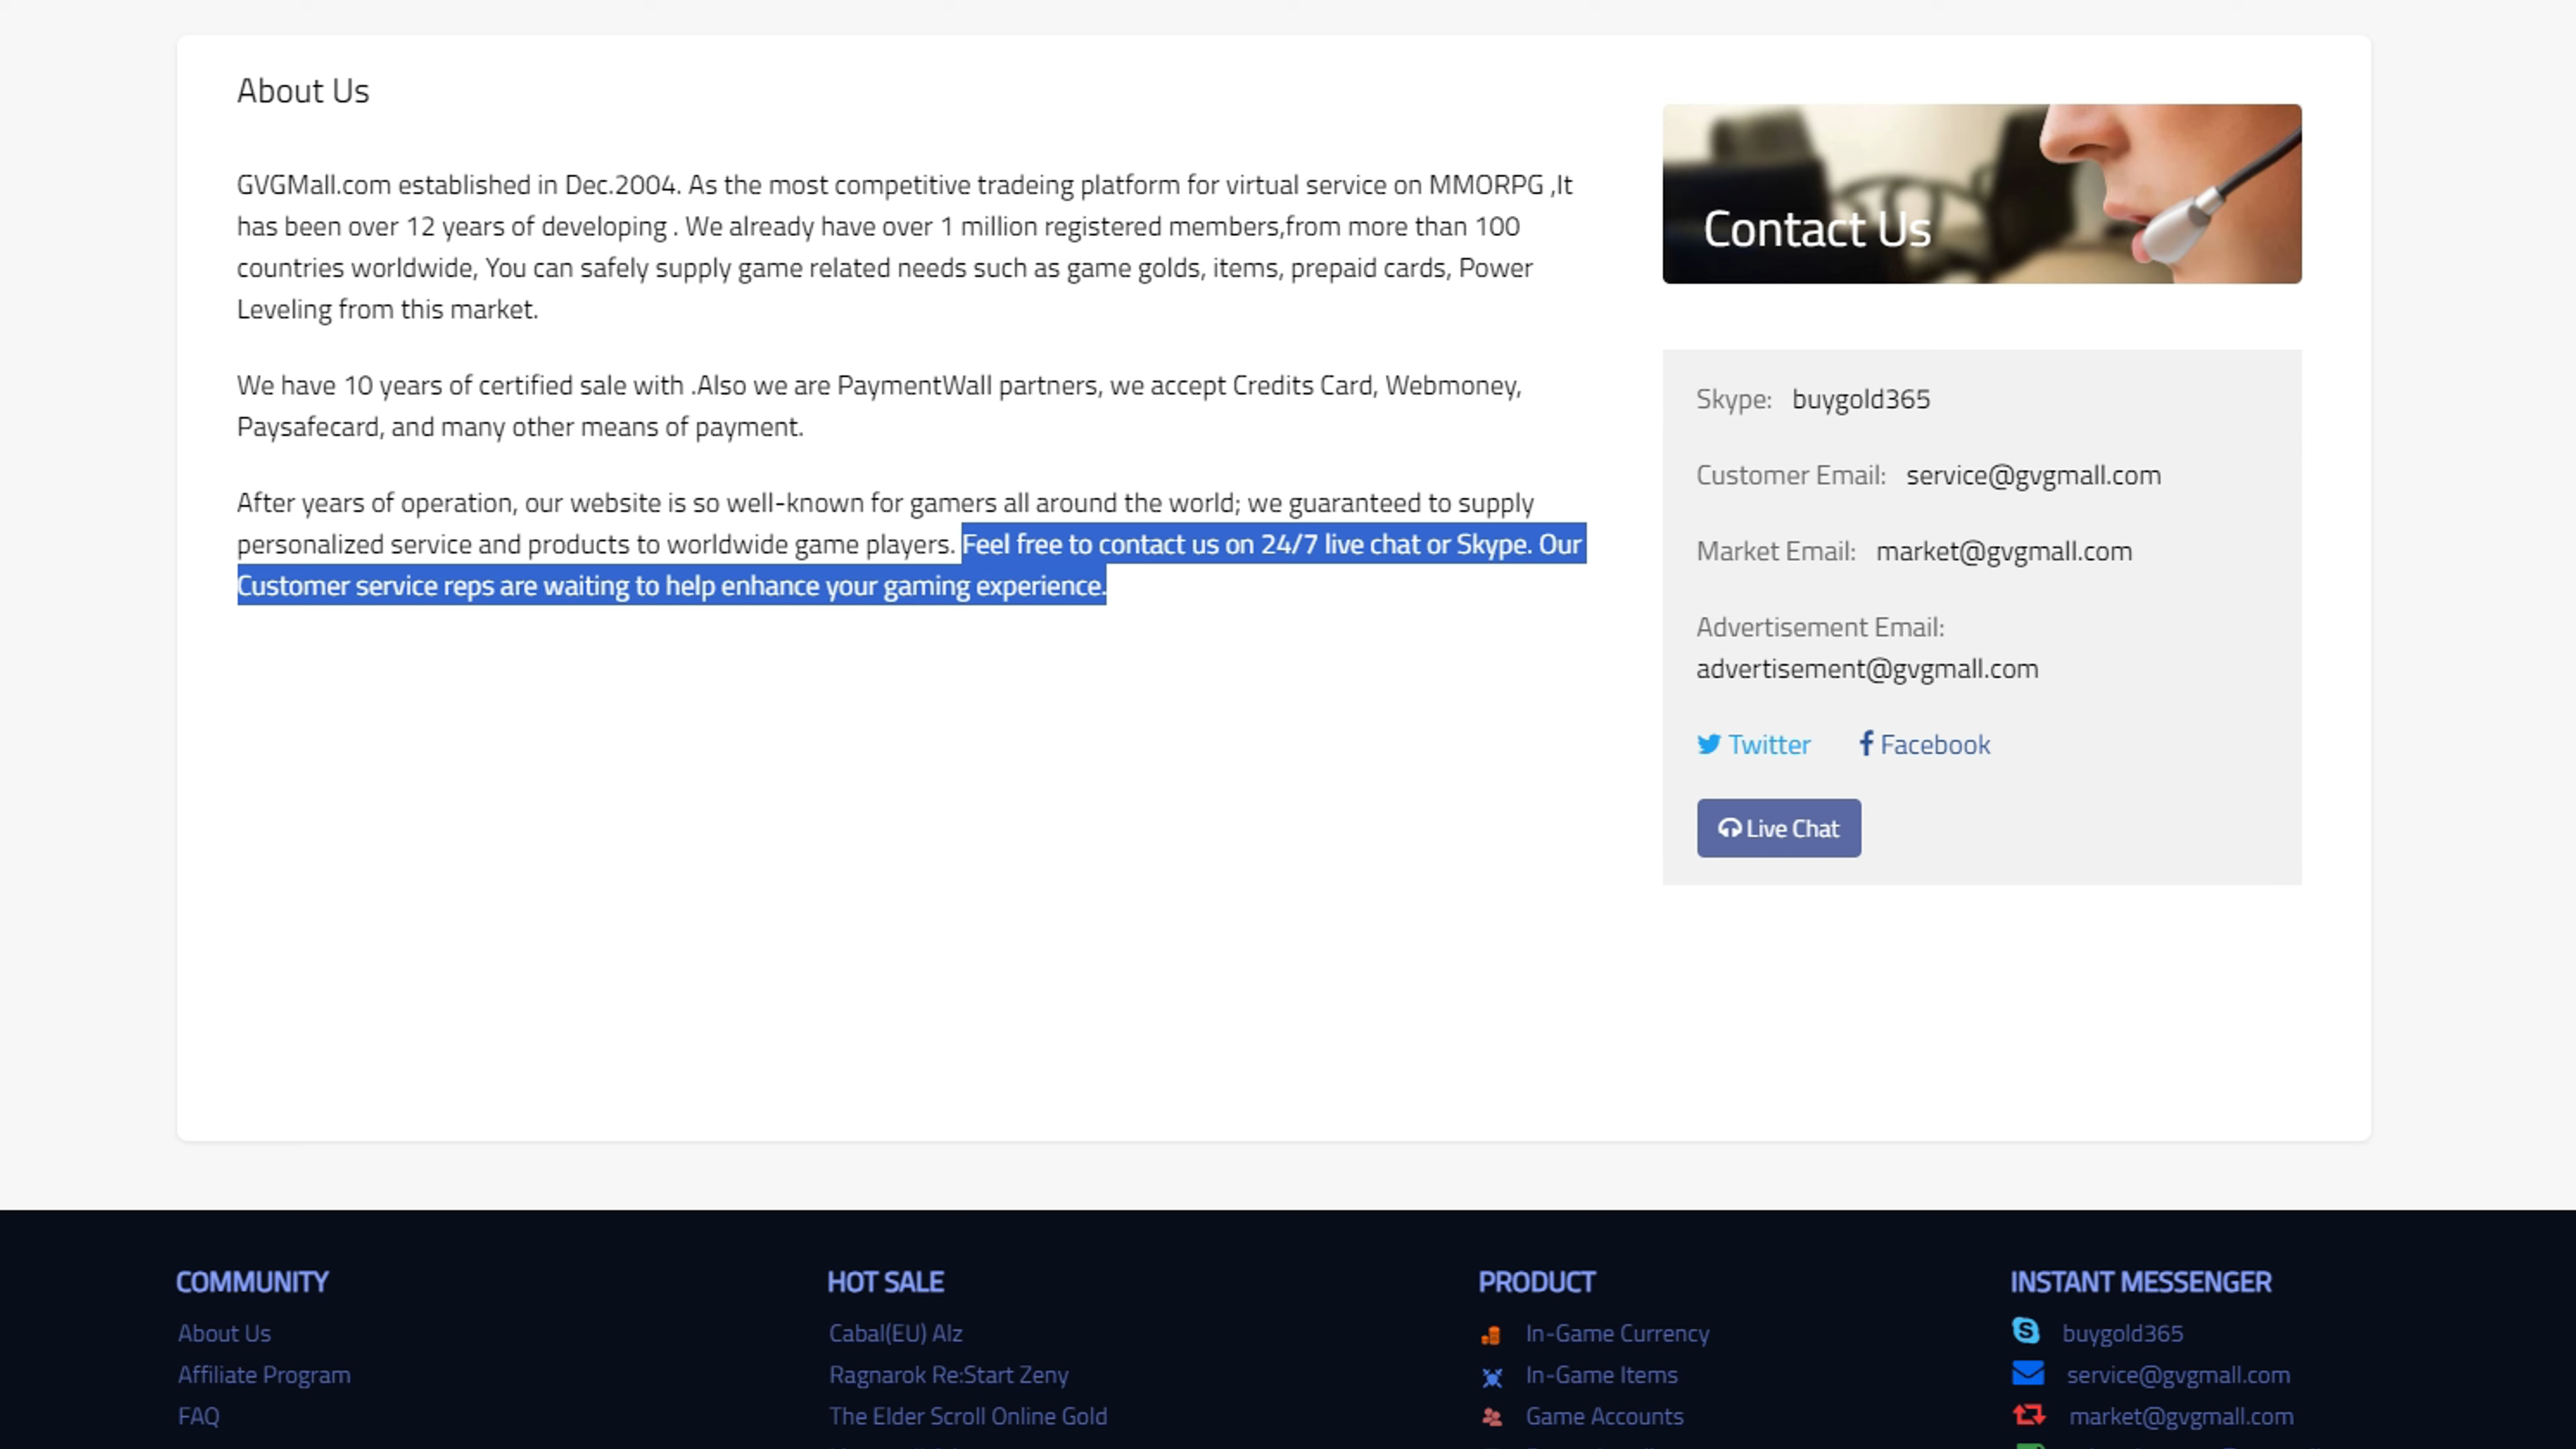 About Us
GVGMall.com established in Dec.2004. As the most competitive tradeing platform for virtual service on MMORPG ,It
has been over 12 years of developing . We already have over 1 million registered members,from more than 100
countries worldwide, You can safely supply game related needs such as game golds, items, prepaid cards, Power
Leveling from this market.
We have 10 years of certified sale with .Also we are PaymentWall partners, we accept Credits Card, Webmoney,
Paysafecard, and many other means of payment.
After years of operation, our website is so well-known for gamers all around the world; we guaranteed to supply
personalized service and products to worldwide game players. Feel free to contact us on 24/7 live chat or Skype. Our
Customer service reps are waiting to help enhance your gaming experience.
Contact Us
Skype: buygold365
Customer Email: service@gvgmall.com
Market Email: market@gvgmall.com
Advertisement Email:
advertisement@gvgmall.com
Twitter Facebook
Live Chat
COMMUNITY
About Us
Affiliate Program
FAQ
HOT SALE
Cabal(EU) Alz
Ragnarok Re:Start Zeny
The Elder Scroll Online Gold
PRODUCT
In-Game Currency
In-Game Items
Game Accounts
INSTANT MESSENGER
buygold365
service@gvgmall.com
market@gvgmall.com